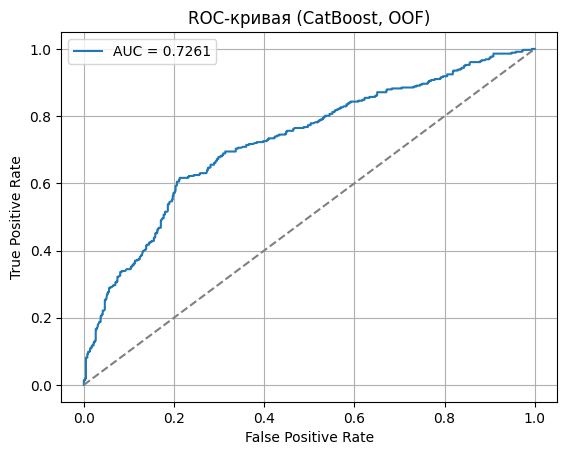 ROC-кривая (CatBoost, OOF)
AUC = 0.7261
1.0
0.8
0.6
0.4
0.2
0.0
True Positive Rate
0.0 0.2 0.4 0.6 0.8 1.0
False Positive Rate